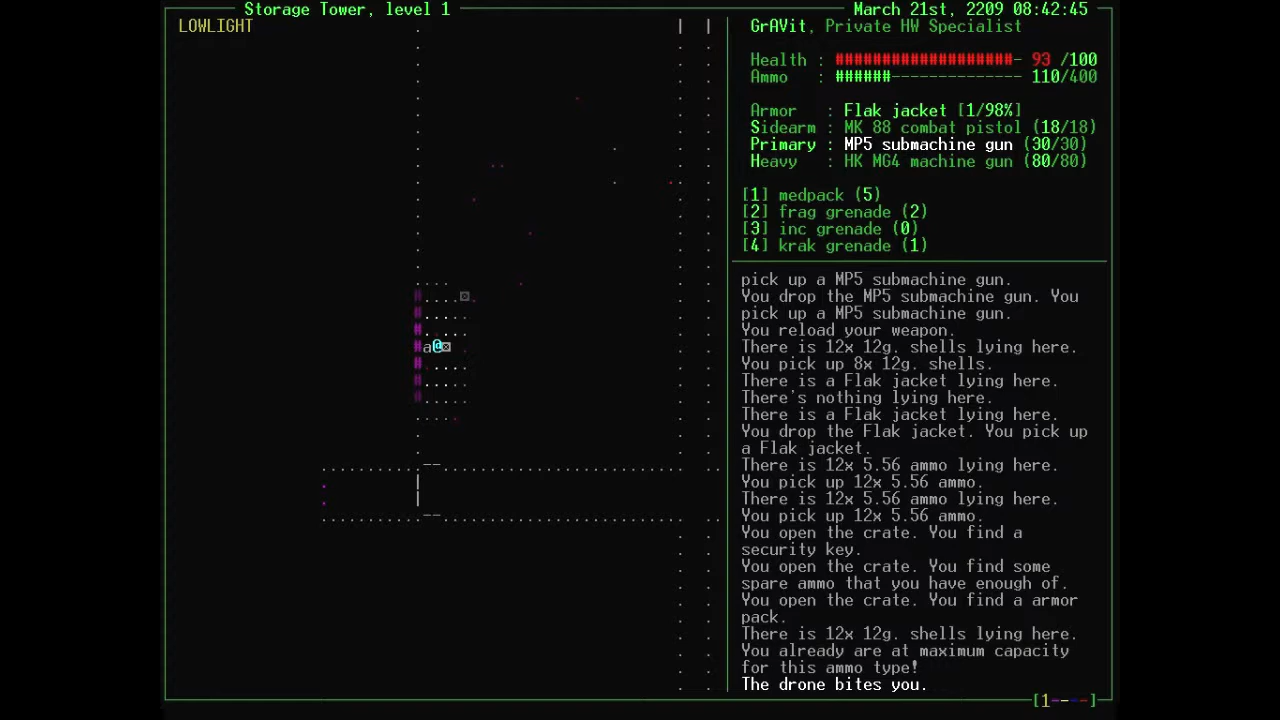 Storage Tower, level 1
March 21st, 2209 08:42:45
LOWLIGHT
GrAVit, Private HW Specialist
Health : ###################- 93 /100
Ammo : ######-------------- 110/400
Armor : Flak jacket [1/98%]
Sidearm : MK 88 combat pistol (18/18)
Primary : MP5 submachine gun (30/30)
Heavy : HK MG4 machine gun (80/80)
[1] medpack (5)
[2] frag grenade (2)
[3] inc grenade (0)
[4] krak grenade (1)
pick up a MP5 submachine gun.
You drop the MP5 submachine gun. You
pick up a MP5 submachine gun.
You reload your weapon.
There is 12x 12g. shells lying here.
You pick up 8x 12g. shells.
There is a Flak jacket lying here.
There's nothing lying here.
There is a Flak jacket lying here.
You drop the Flak jacket. You pick up
a Flak jacket.
There is 12x 5.56 ammo lying here.
You pick up 12x 5.56 ammo.
There is 12x 5.56 ammo lying here.
You pick up 12x 5.56 ammo.
You open the crate. You find a
security key.
You open the crate. You find some
spare ammo that you have enough of.
You open the crate. You find a armor
pack.
There is 12x 12g. shells lying here.
You already are at maximum capacity
for this ammo type!
The drone bites you.
a@
[1----]